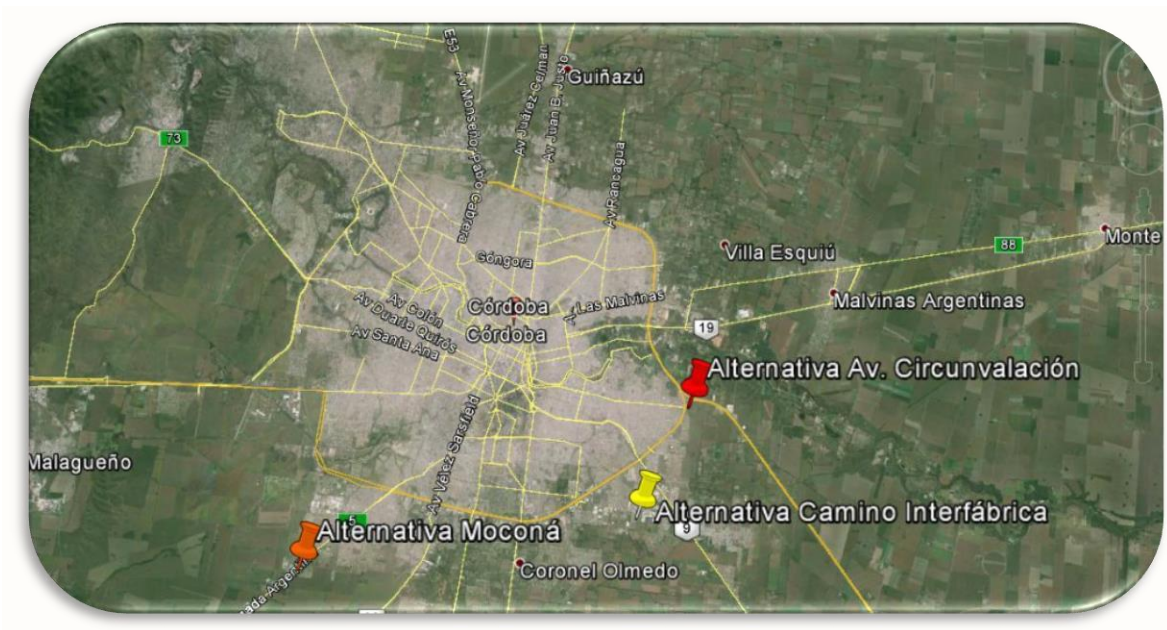 E53
Av Monseñor Pablo Cabrera
Av Juárez Celman
Av Juan B. Justo
Guiñazú
73
Av Rancagua
Villa Esquiú
88
Monte
Góngora
Córdoba
Av Las Malvinas
Malvinas Argentinas
Av Colón
Av Duarte Quirós
Av Santa Ana
Córdoba
19
Alternativa Av. Circunvalación
Av Vélez Sarsfield
Malagueño
Alternativa Camino Interfábrica
5
Alternativa Moconá
9
Coronel Olmedo